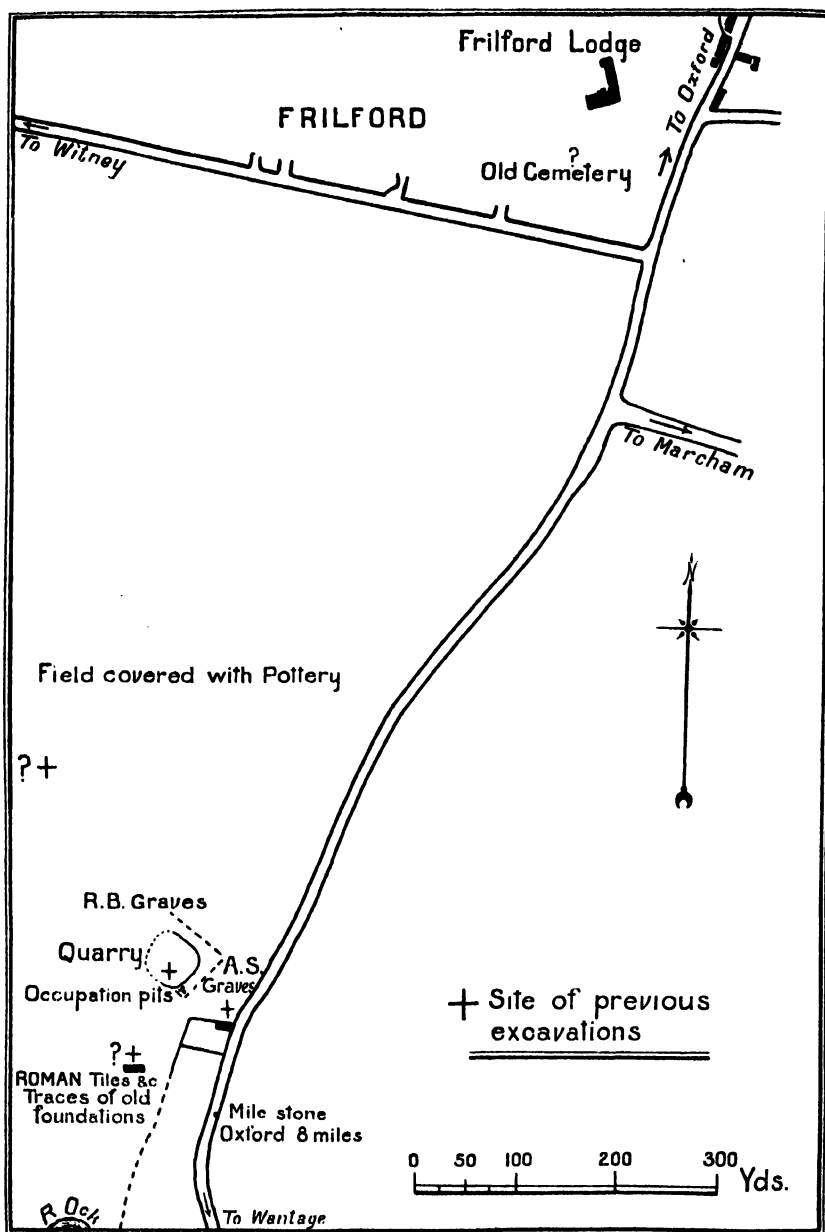 Frilford Lodge
To Oxford
FRILFORD
To Witney
?
Old Cemetery
To Marcham
N
Field covered with Pottery
?+
R.B. Graves
Quarry
+
A.S.
Graves
Occupation pits
+
+ Site of previous
excavations
?+
ROMAN Tiles &c
Traces of old
foundations
Mile stone
Oxford 8 miles
0 50 100 200 300
Yds.
R. Ock
To Wantage